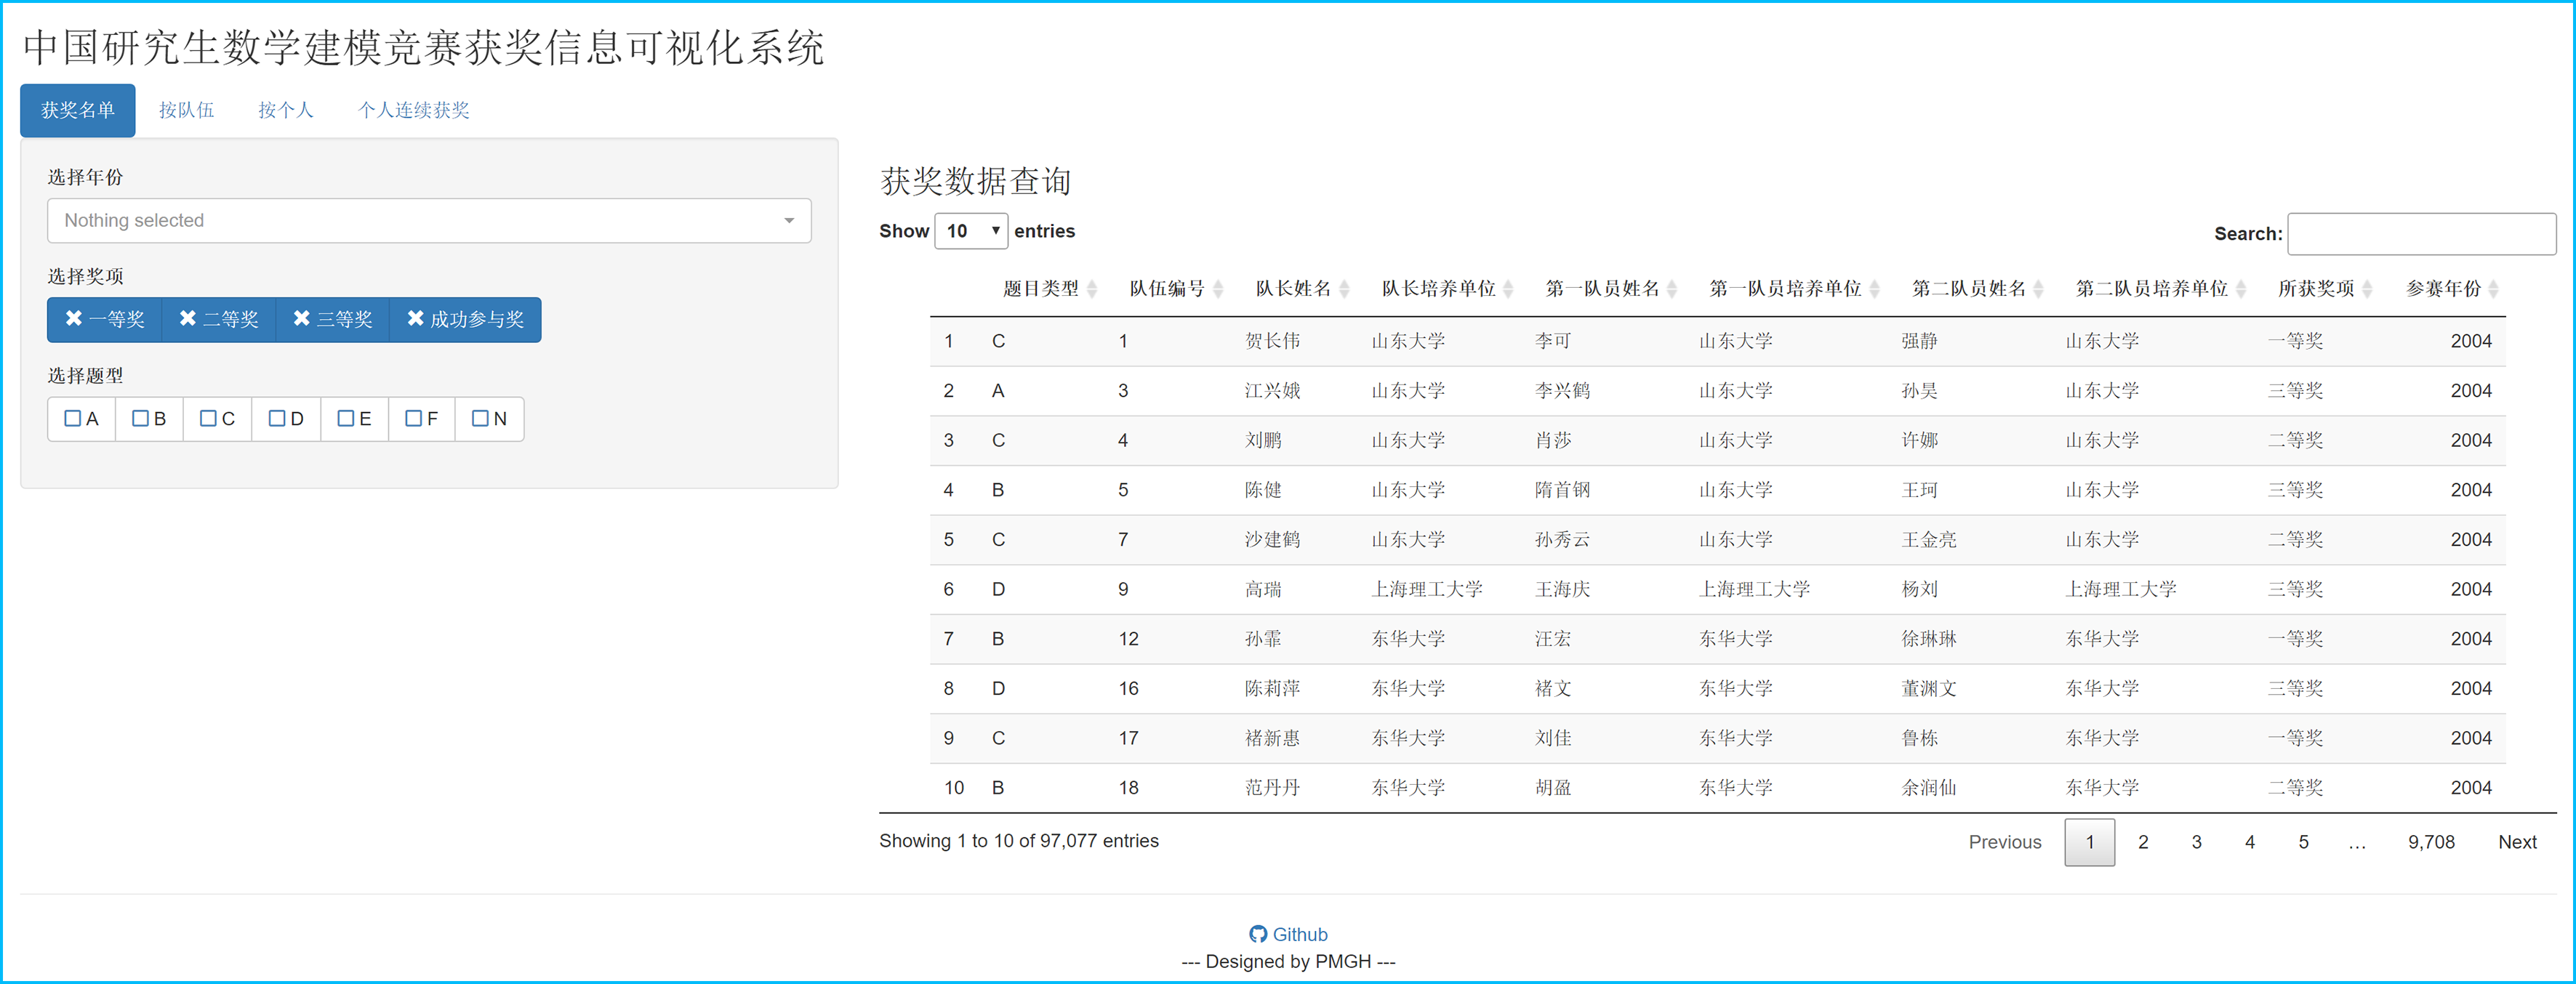 中国研究生数学建模竞赛获奖信息可视化系统
获奖名单 按队伍 按个人 个人连续获奖
选择年份
Nothing selected
选择奖项
一等奖 二等奖 三等奖 成功参与奖
选择题型
A B C D E F N
获奖数据查询
Show 10 entries Search:
题目类型 队伍编号 队长姓名 队长培养单位 第一队员姓名 第一队员培养单位 第二队员姓名 第二队员培养单位 所获奖项 参赛年份
1 C 1 贺长伟 山东大学 李可 山东大学 强静 山东大学 一等奖 2004
2 A 3 江兴娥 山东大学 李兴鹤 山东大学 孙昊 山东大学 三等奖 2004
3 C 4 刘鹏 山东大学 肖莎 山东大学 许娜 山东大学 二等奖 2004
4 B 5 陈健 山东大学 隋首钢 山东大学 王珂 山东大学 三等奖 2004
5 C 7 沙建鹤 山东大学 孙秀云 山东大学 王金亮 山东大学 二等奖 2004
6 D 9 高瑞 上海理工大学 王海庆 上海理工大学 杨刘 上海理工大学 三等奖 2004
7 B 12 孙霏 东华大学 汪宏 东华大学 徐琳琳 东华大学 一等奖 2004
8 D 16 陈莉萍 东华大学 褚文 东华大学 董渊文 东华大学 三等奖 2004
9 C 17 褚新惠 东华大学 刘佳 东华大学 鲁栋 东华大学 一等奖 2004
10 B 18 范丹丹 东华大学 胡盈 东华大学 余润仙 东华大学 二等奖 2004
Showing 1 to 10 of 97,077 entries Previous 1 2 3 4 5 … 9,708 Next
Github
--- Designed by PMGH ---